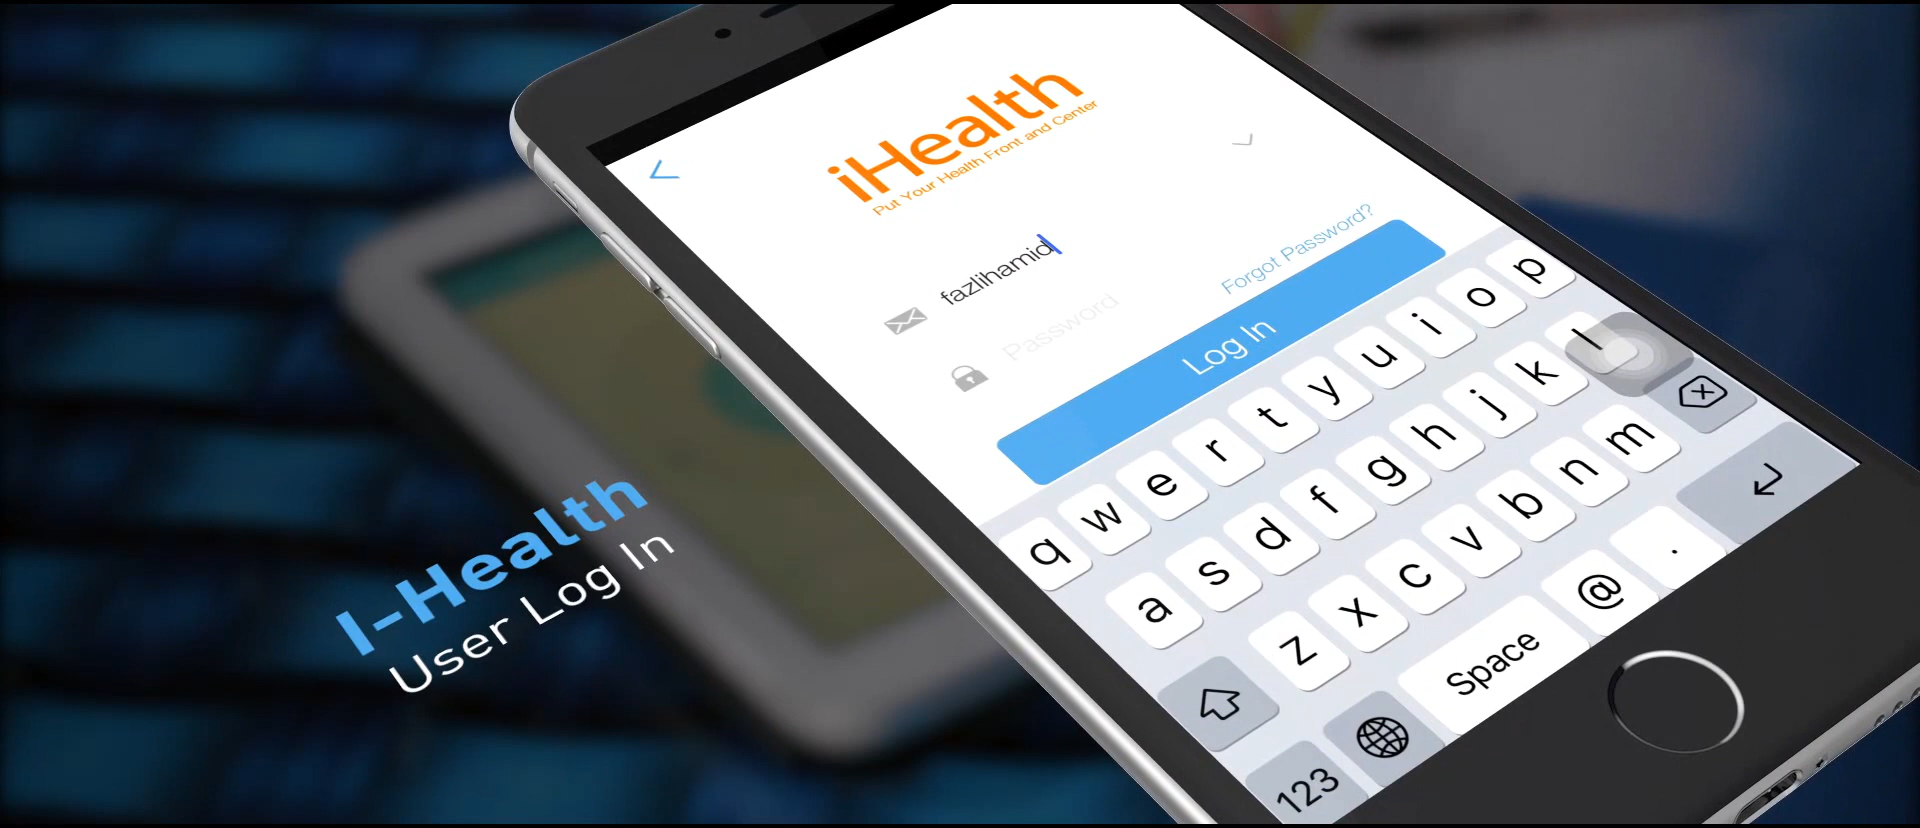 iHealth
Put Your Health Front and Center
fazlihamid
Password
Forgot Password?
Log In
q w e r t y u i o p
a s d f g h j k l
z x c v b n m
123 Space @ .
I-Health
User Log In